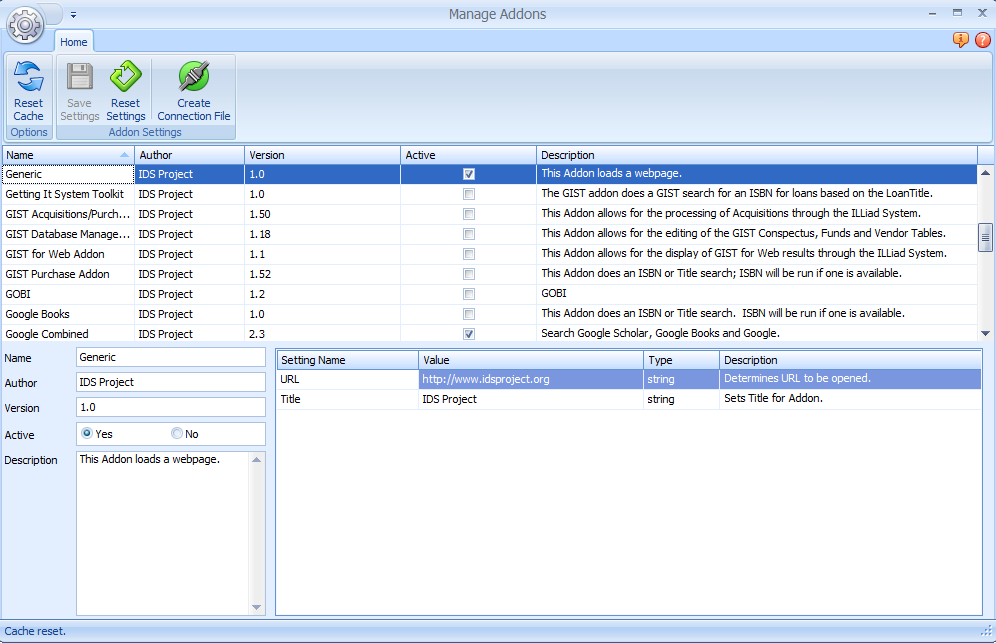 Manage Addons
Home
Reset Cache
Save Settings
Reset Settings
Create Connection File
Options
Addon Settings
Name Author Version Active Description
Generic IDS Project 1.0 This Addon loads a webpage.
Getting It System Toolkit IDS Project 1.0 The GIST addon does a GIST search for an ISBN for loans based on the LoanTitle.
GIST Acquisitions/Purch... IDS Project 1.50 This Addon allows for the processing of Acquisitions through the ILLiad System.
GIST Database Manage... IDS Project 1.18 This Addon allows for the editing of the GIST Conspectus, Funds and Vendor Tables.
GIST for Web Addon IDS Project 1.1 This Addon allows for the display of GIST for Web results through the ILLiad System.
GIST Purchase Addon IDS Project 1.52 This Addon does an ISBN or Title search; ISBN will be run if one is available.
GOBI IDS Project 1.2 GOBI
Google Books IDS Project 1.0 This Addon does an ISBN or Title search. ISBN will be run if one is available.
Google Combined IDS Project 2.3 Search Google Scholar, Google Books and Google.
Name Generic
Author IDS Project
Version 1.0
Active Yes No
Description This Addon loads a webpage.
Setting Name Value Type Description
URL http://www.idsproject.org string Determines URL to be opened.
Title IDS Project string Sets Title for Addon.
Cache reset.